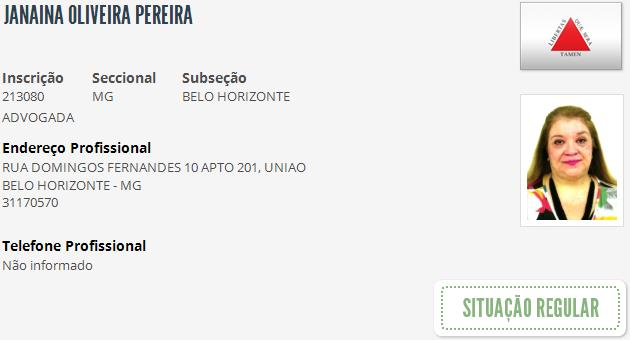 JANAINA OLIVEIRA PEREIRA
LIBERTAS QUÆ SERA TAMEN
Inscrição Seccional Subseção
213080 MG BELO HORIZONTE
ADVOGADA
Endereço Profissional
RUA DOMINGOS FERNANDES 10 APTO 201, UNIAO
BELO HORIZONTE - MG
31170570
Telefone Profissional
Não informado
SITUAÇÃO REGULAR